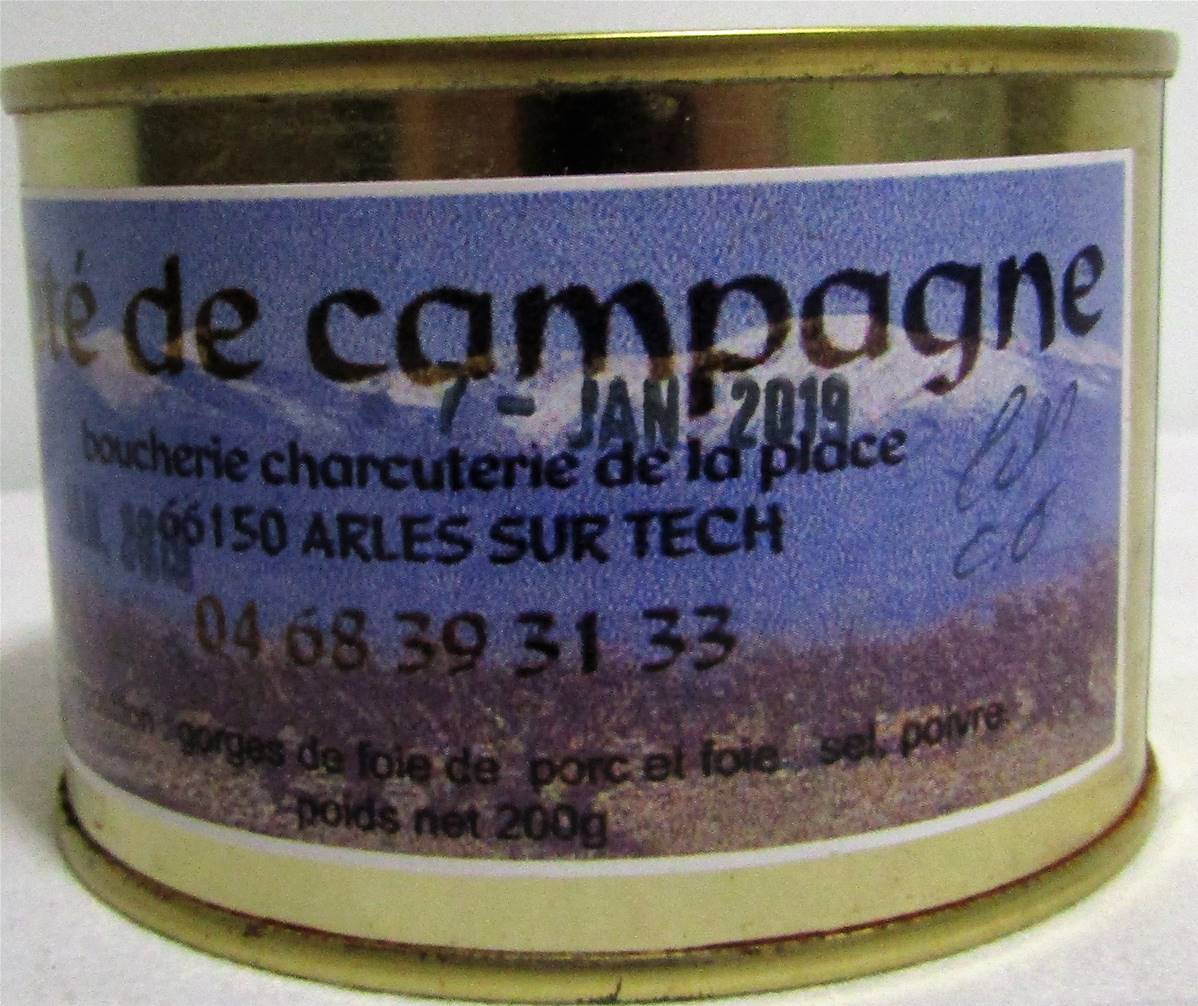 té de campagne
7 - JAN 2019
boucherie charcuterie de la place
66150 ARLES SUR TECH
04 68 39 31 33
gorges de foie de porc et foie sel, poivre
poids net 200g